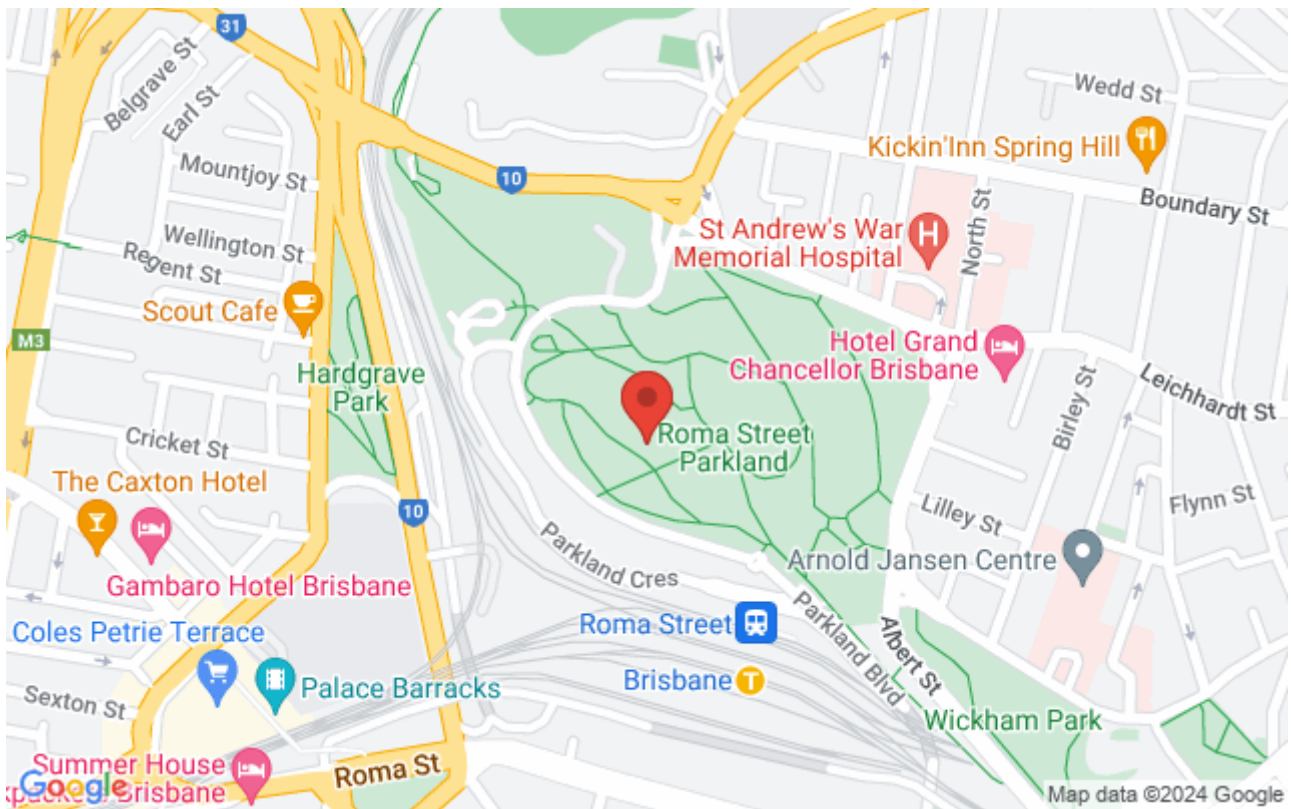 31
Belgrave St
Earl St
Wedd St
Kickin'Inn Spring Hill
Mountjoy St
10
Boundary St
St Andrew's War
Memorial Hospital
H
North St
Wellington St
Regent St
Scout Cafe
M3
Hotel Grand
Chancellor Brisbane
Hardgrave
Park
Leichhardt St
Birley St
Roma Street
Parkland
Cricket St
The Caxton Hotel
10
Lilley St
Flynn St
Parkland Cres
Arnold Jansen Centre
Gambaro Hotel Brisbane
Roma Street
Parkland Blvd
Albert St
Coles Petrie Terrace
Brisbane
T
Palace Barracks
Sexton St
Wickham Park
Summer House
Brisbane
Roma St
Google
Map data ©2024 Google